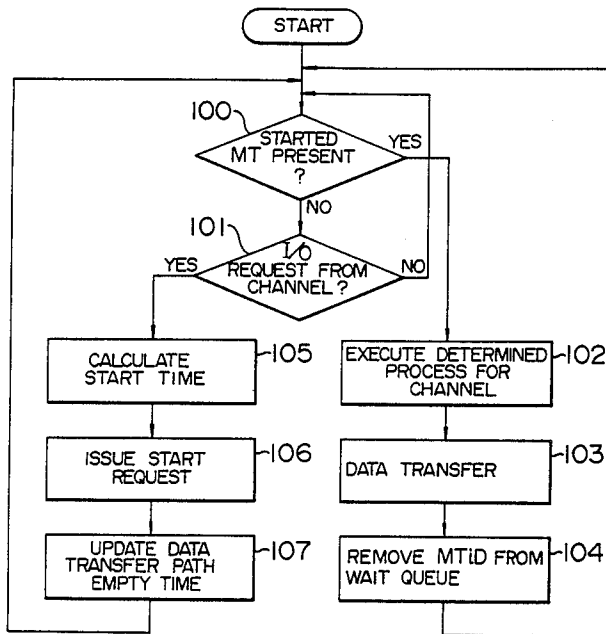 START
100
STARTED
MT PRESENT
?
YES
NO
101
I/O
REQUEST FROM
CHANNEL?
YES
NO
CALCULATE
START TIME
105
EXECUTE DETERMINED
PROCESS FOR
CHANNEL
102
ISSUE START
REQUEST
106
DATA TRANSFER
103
UPDATE DATA
TRANSFER PATH
EMPTY TIME
107
REMOVE MTiD FROM
WAIT QUEUE
104